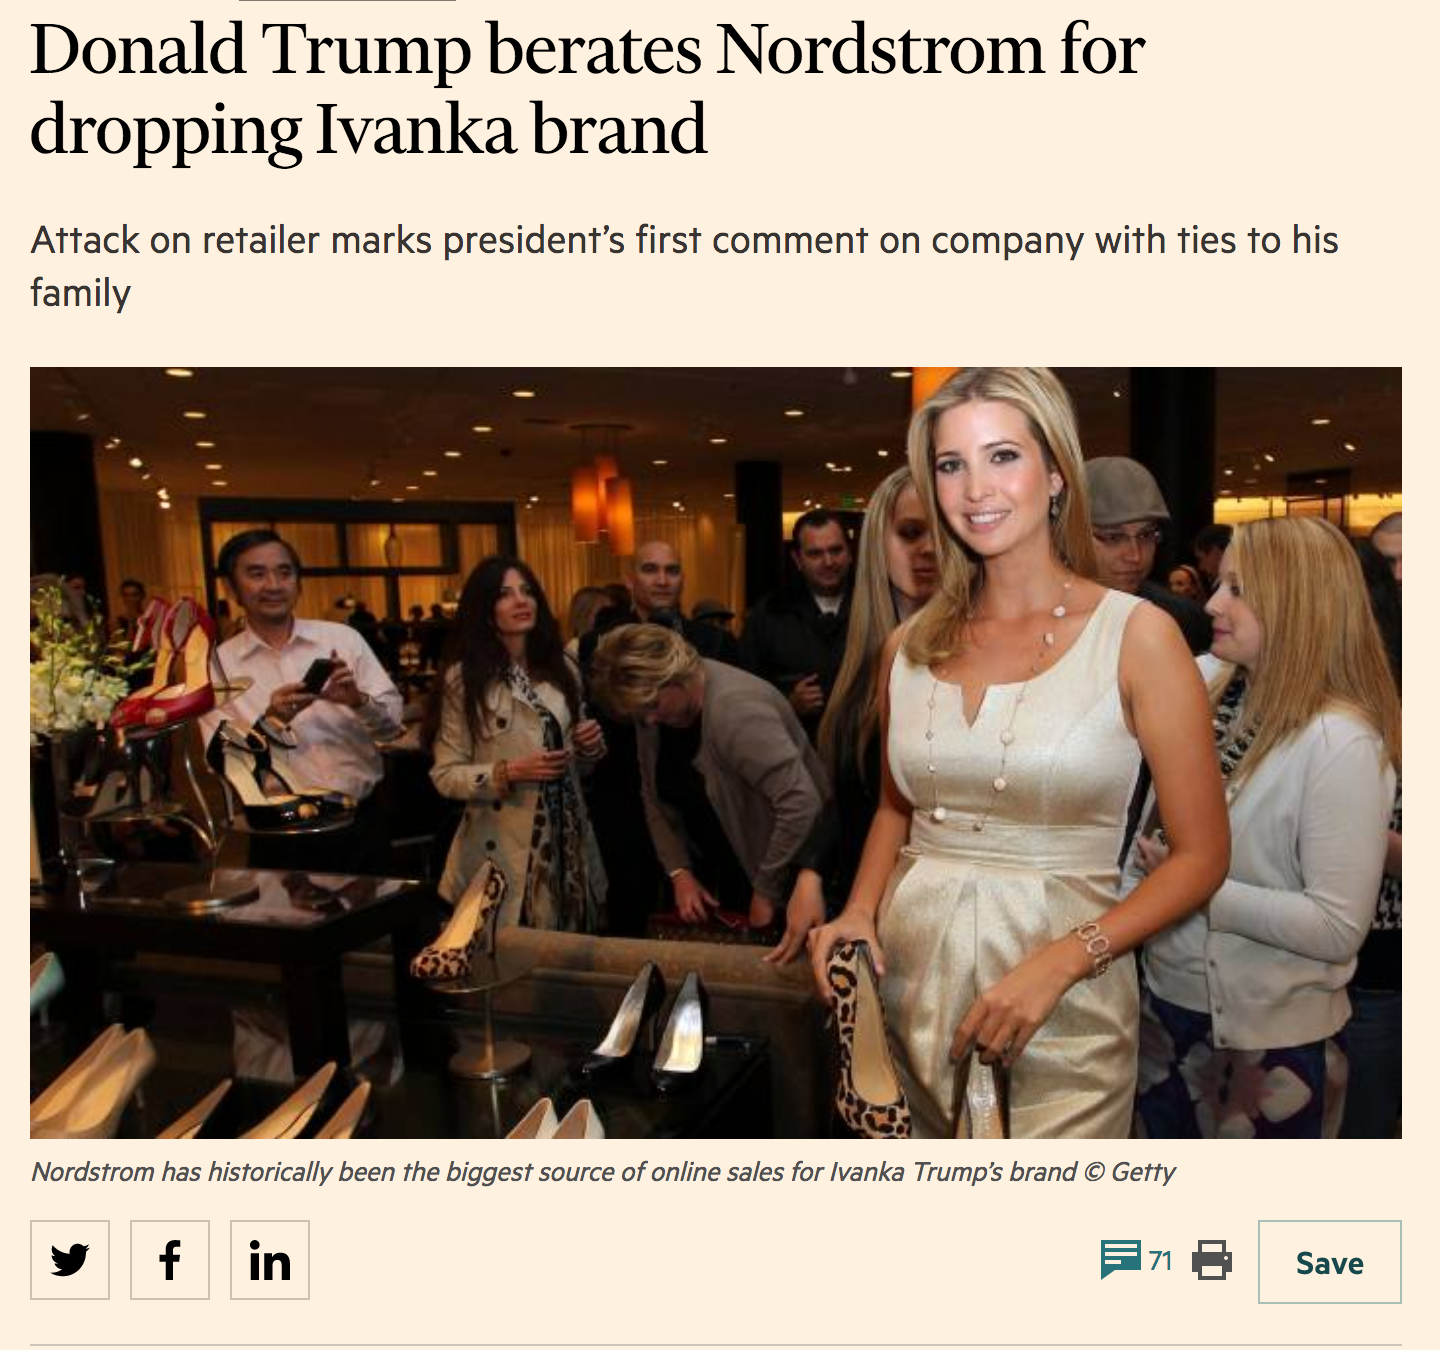 Donald Trump berates Nordstrom for
dropping Ivanka brand
Attack on retailer marks president’s first comment on company with ties to his
family
Nordstrom has historically been the biggest source of online sales for Ivanka Trump’s brand © Getty
71
Save